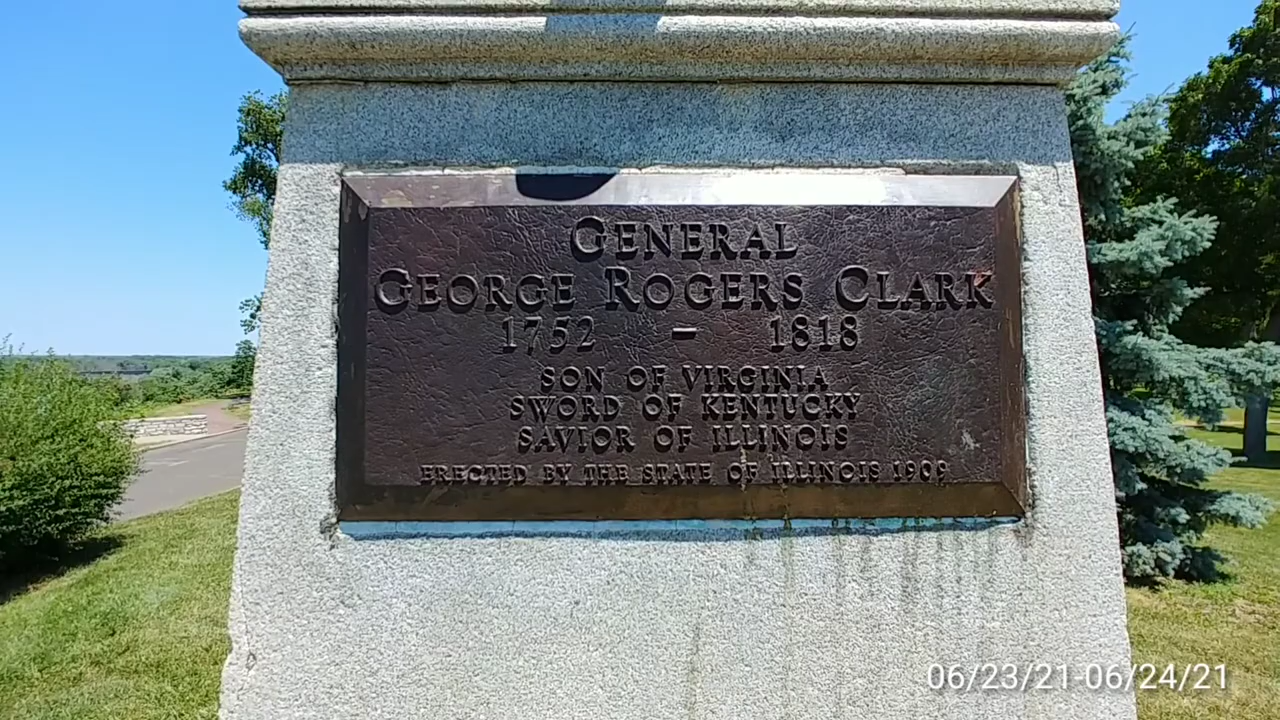 GENERAL
GEORGE ROGERS CLARK
1752 – 1818
SON OF VIRGINIA
SWORD OF KENTUCKY
SAVIOR OF ILLINOIS
ERECTED BY THE STATE OF ILLINOIS 1909
06/23/21-06/24/21